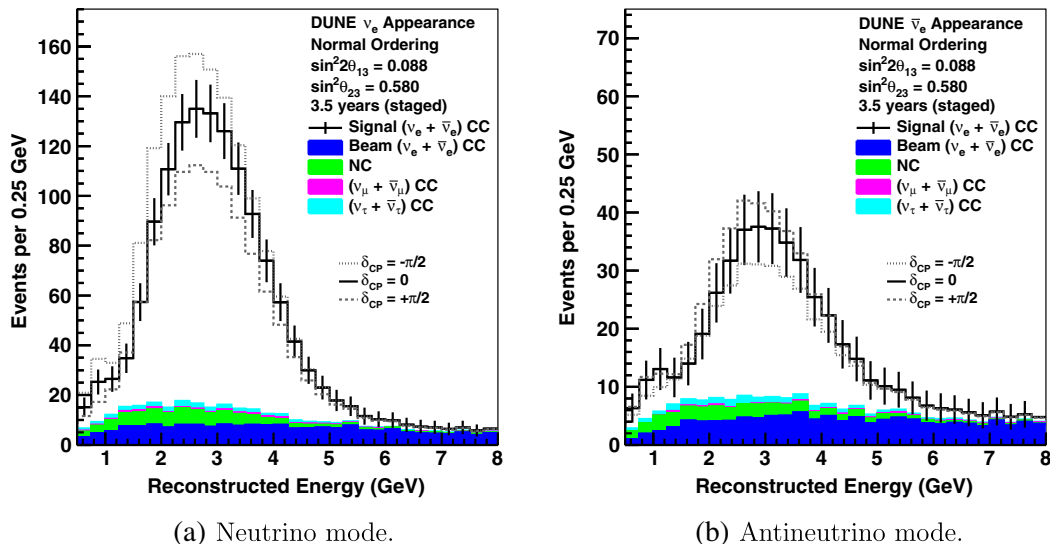 DUNE νe Appearance
Normal Ordering
sin²2θ13 = 0.088
sin²θ23 = 0.580
3.5 years (staged)
Signal (νe + ν̄e) CC
Beam (νe + ν̄e) CC
NC
(νμ + ν̄μ) CC
(ντ + ν̄τ) CC
δCP = -π/2
δCP = 0
δCP = +π/2
Events per 0.25 GeV
160
140
120
100
80
60
40
20
0
1 2 3 4 5 6 7 8
Reconstructed Energy (GeV)
(a) Neutrino mode.
DUNE ν̄e Appearance
Normal Ordering
sin²2θ13 = 0.088
sin²θ23 = 0.580
3.5 years (staged)
Signal (νe + ν̄e) CC
Beam (νe + ν̄e) CC
NC
(νμ + ν̄μ) CC
(ντ + ν̄τ) CC
δCP = -π/2
δCP = 0
δCP = +π/2
Events per 0.25 GeV
70
60
50
40
30
20
10
0
1 2 3 4 5 6 7 8
Reconstructed Energy (GeV)
(b) Antineutrino mode.